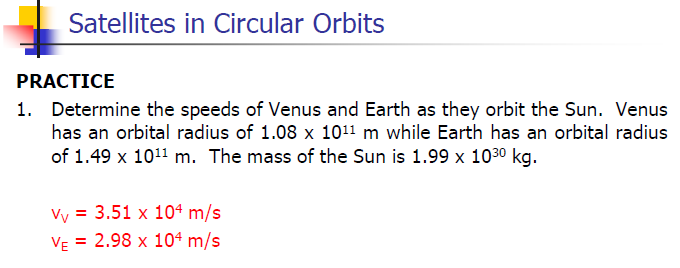 Satellites in Circular Orbits
PRACTICE
1. Determine the speeds of Venus and Earth as they orbit the Sun. Venus
has an orbital radius of 1.08 x 10¹¹ m while Earth has an orbital radius
of 1.49 x 10¹¹ m. The mass of the Sun is 1.99 x 10³⁰ kg.
vᵥ = 3.51 x 10⁴ m/s
v_E = 2.98 x 10⁴ m/s